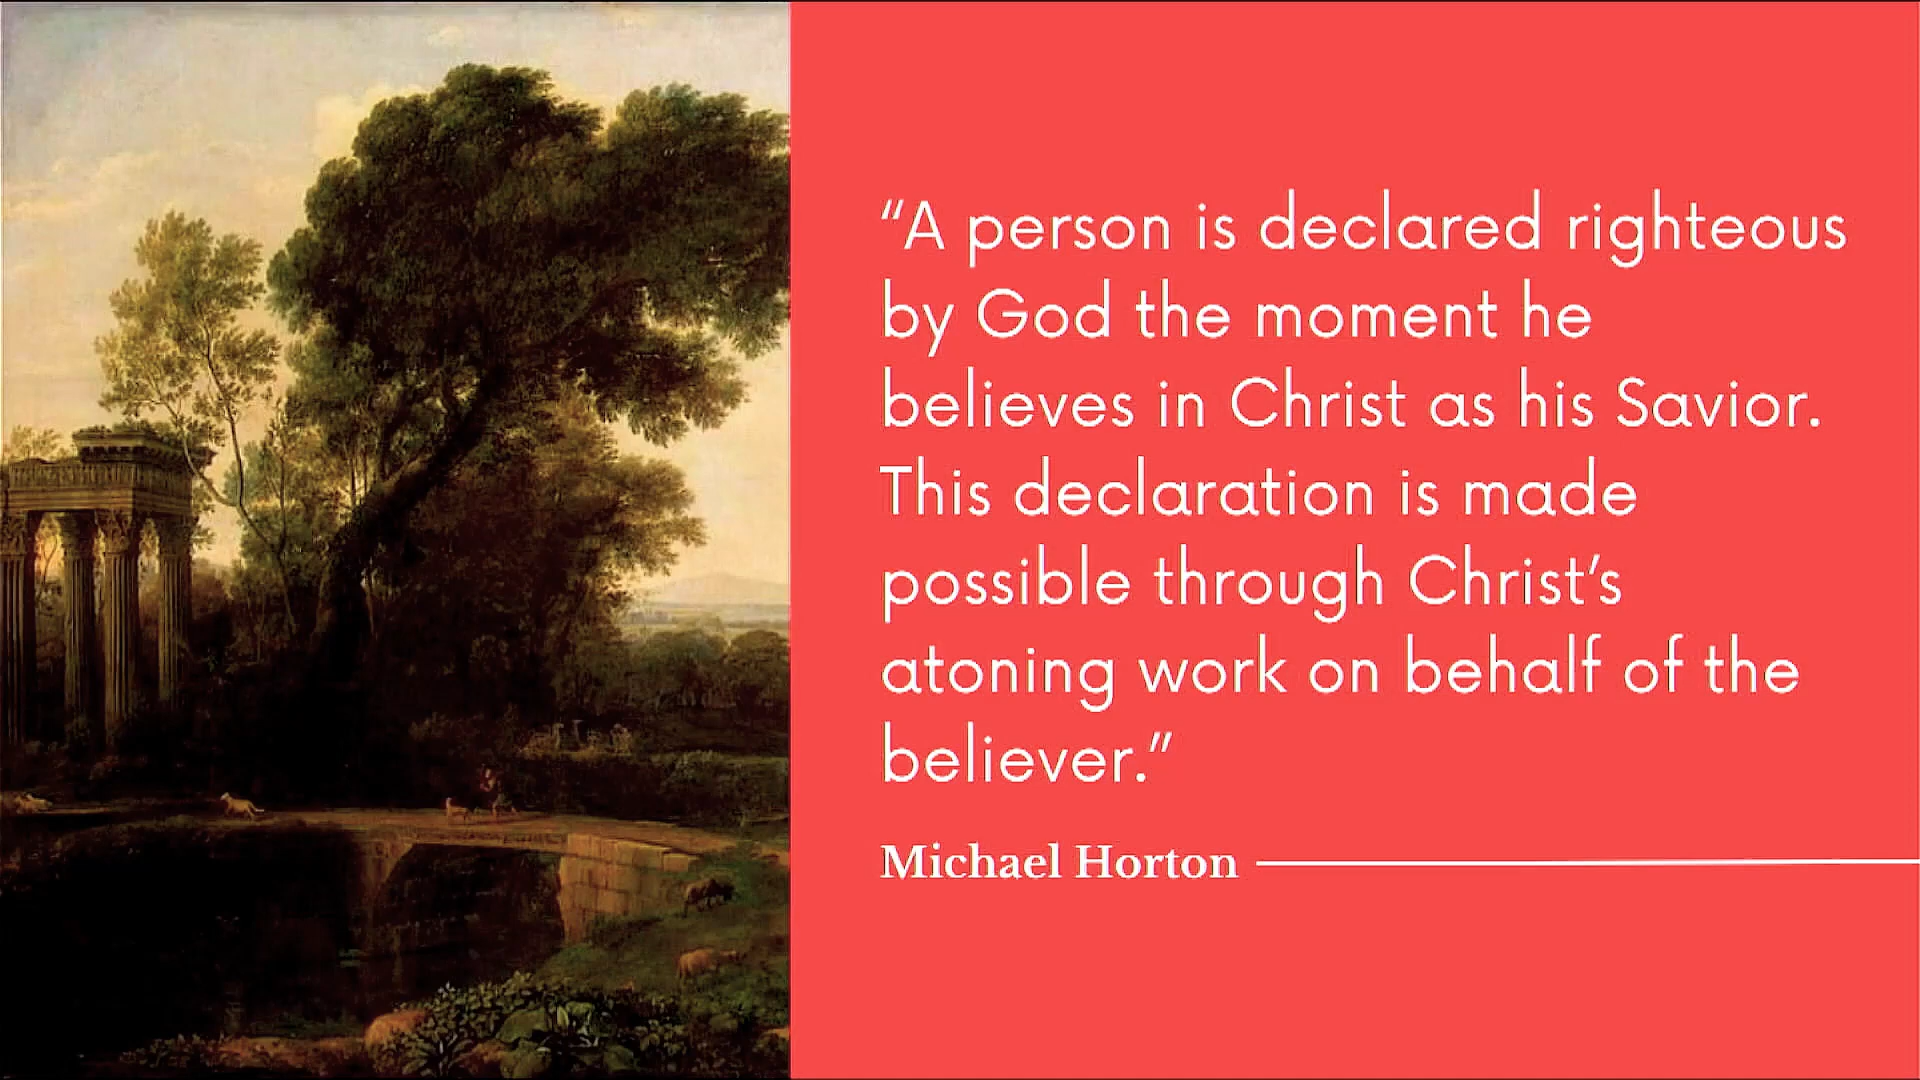 “A person is declared righteous
by God the moment he
believes in Christ as his Savior.
This declaration is made
possible through Christ’s
atoning work on behalf of the
believer.”
Michael Horton